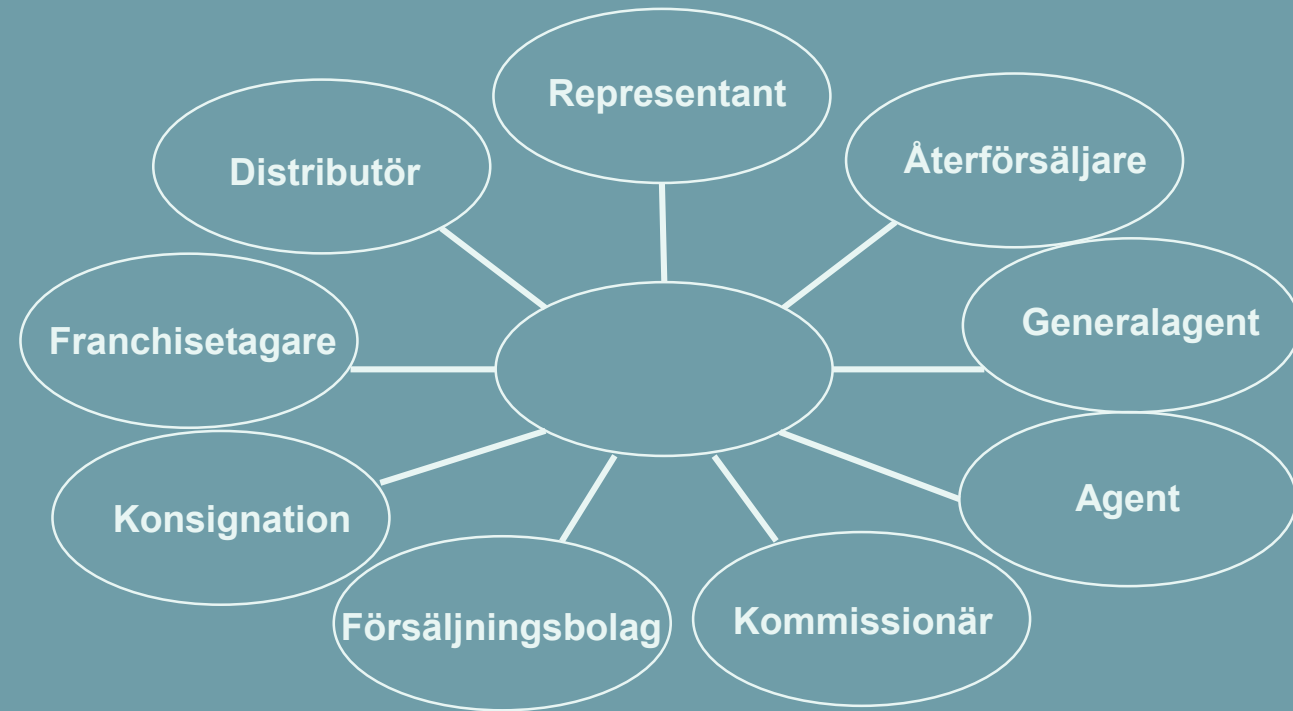 Representant
Distributör
Återförsäljare
Generalagent
Franchisetagare
Agent
Konsignation
Kommissionär
Försäljningsbolag